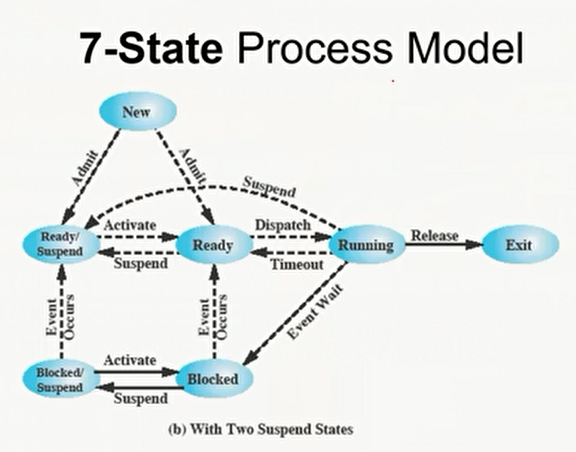 7-State Process Model
New
Admit
Admit
Suspend
Ready/
Suspend
Activate
Suspend
Ready
Dispatch
Timeout
Running
Release
Exit
Event
Occurs
Event
Occurs
Event Wait
Blocked/
Suspend
Activate
Suspend
Blocked
(b) With Two Suspend States